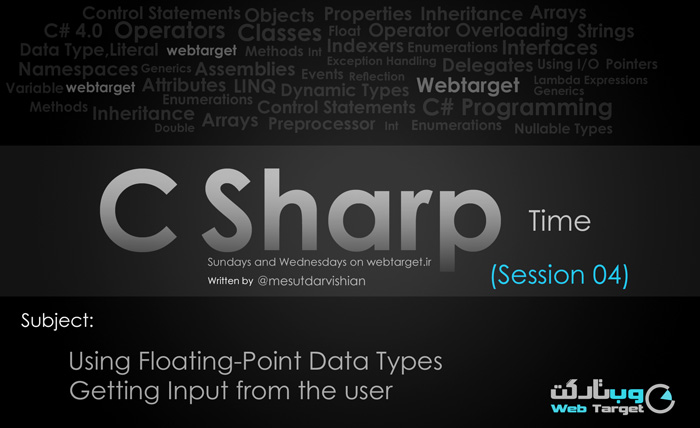 Control Statements Objects Properties Inheritance Arrays
C# 4.0 Operators Classes Float Operator Overloading Strings
Data Type,Literal webtarget Methods Int Indexers Enumerations Interfaces
Namespaces Generics Assemblies Events Exception Handling Reflection Delegates Using I/O Pointers
Variable webtarget Attributes LINQ Dynamic Types Webtarget Lambda Expressions Generics
Methods Inheritance Enumerations Control Statements C# Programming
Double Arrays Preprocessor Int Enumerations Nullable Types
C Sharp Time
Sundays and Wednesdays on webtarget.ir
Written by @mesutdarvishian
(Session 04)
Subject:
Using Floating-Point Data Types
Getting Input from the user
وب تارگت
Web Target